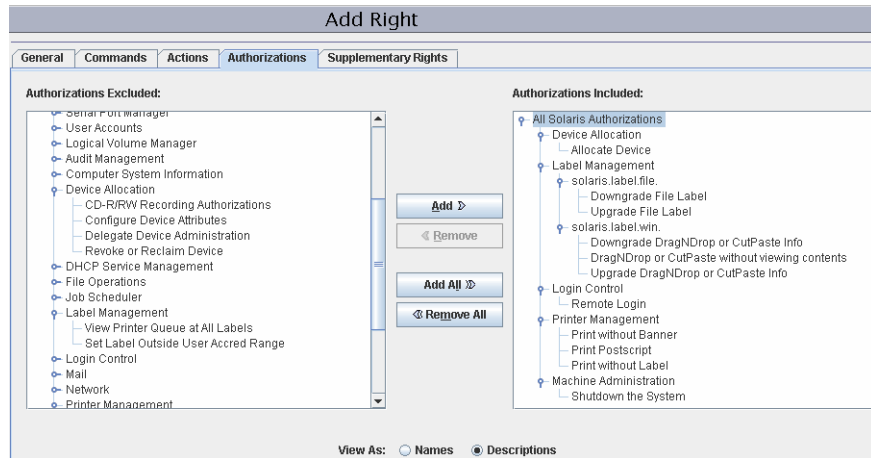 Add Right
General Commands Actions Authorizations Supplementary Rights
Authorizations Excluded:
Serial Port Manager
User Accounts
Logical Volume Manager
Audit Management
Computer System Information
Device Allocation
CD-R/RW Recording Authorizations
Configure Device Attributes
Delegate Device Administration
Revoke or Reclaim Device
DHCP Service Management
File Operations
Job Scheduler
Label Management
View Printer Queue at All Labels
Set Label Outside User Accred Range
Login Control
Mail
Network
Printer Management
Add
Remove
Add All
Remove All
Authorizations Included:
All Solaris Authorizations
Device Allocation
Allocate Device
Label Management
solaris.label.file.
Downgrade File Label
Upgrade File Label
solaris.label.win.
Downgrade DragNDrop or CutPaste Info
DragNDrop or CutPaste without viewing contents
Upgrade DragNDrop or CutPaste Info
Login Control
Remote Login
Printer Management
Print without Banner
Print Postscript
Print without Label
Machine Administration
Shutdown the System
View As: Names Descriptions